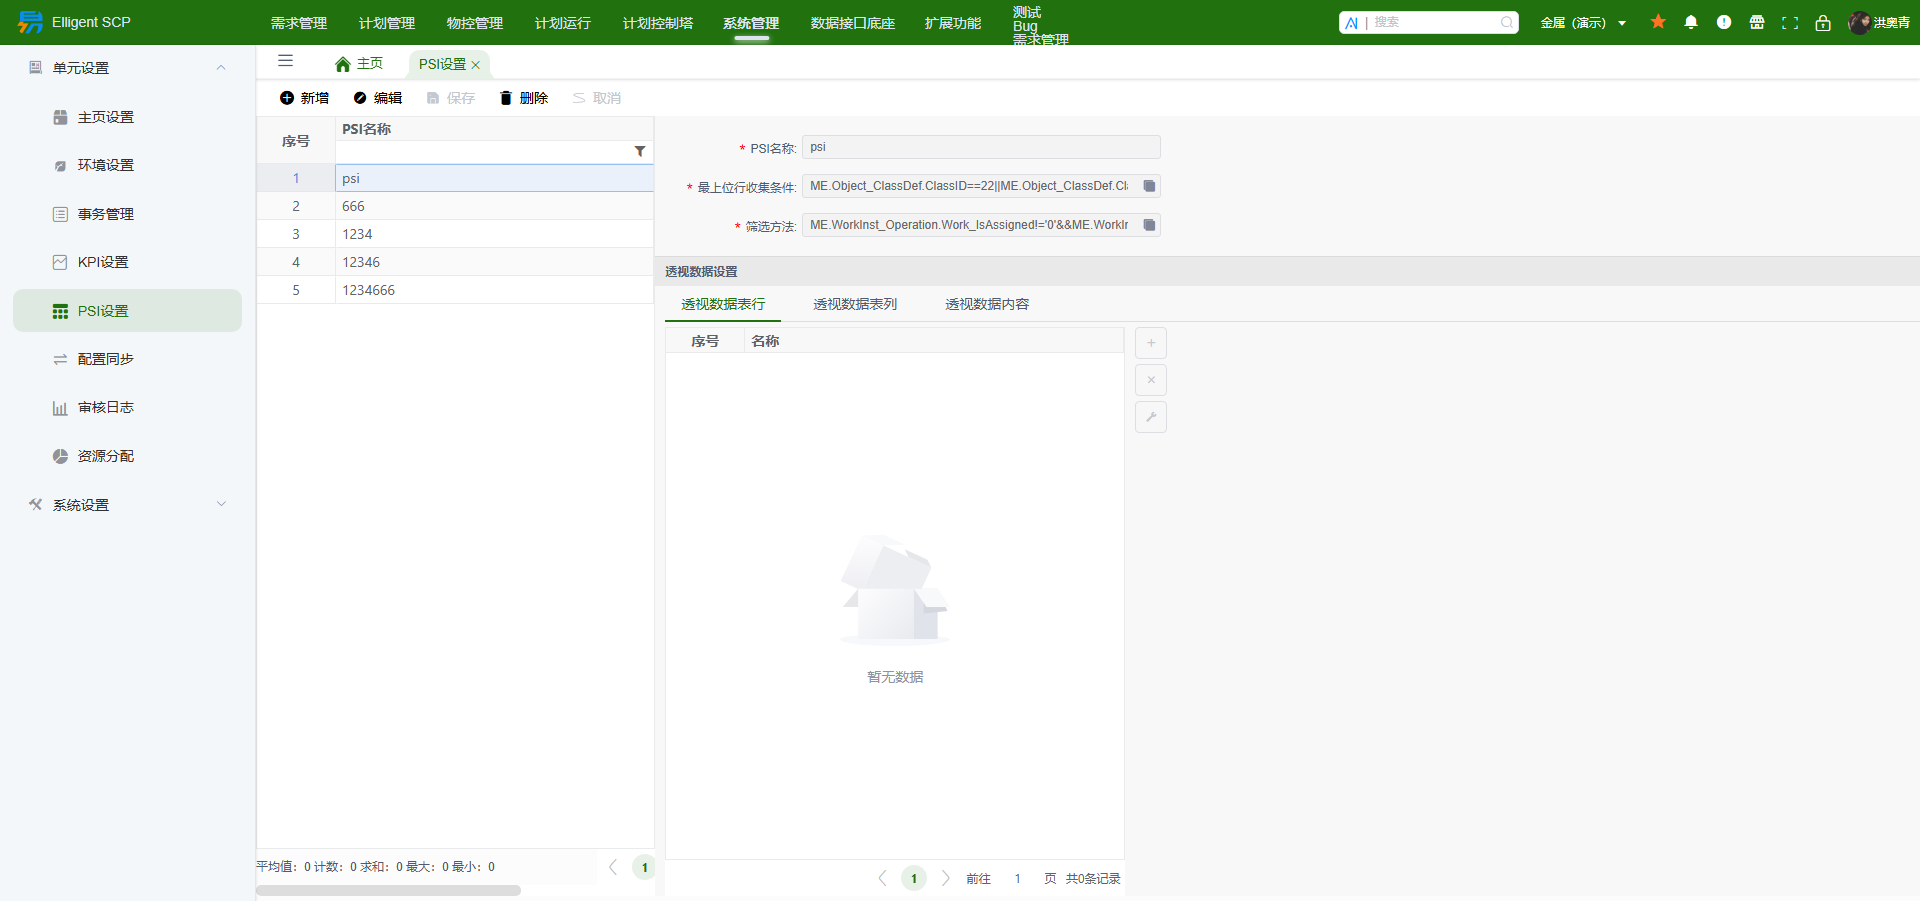 Elligent SCP
需求管理 计划管理 物控管理 计划运行 计划控制塔 系统管理 数据接口底座 扩展功能
测试
Bug
需求管理
AI | 搜索
金属（演示）
洪奥青
单元设置
主页设置
环境设置
事务管理
KPI设置
PSI设置
配置同步
审核日志
资源分配
系统设置
主页 PSI设置
新增 编辑 保存 删除 取消
序号 PSI名称
1 psi
2 666
3 1234
4 12346
5 1234666
平均值：0 计数：0 求和：0 最大：0 最小：0
1
* PSI名称: psi
* 最上位行收集条件: ME.Object_ClassDef.ClassID==22||ME.Object_ClassDef.Cl
* 筛选方法: ME.WorkInst_Operation.Work_IsAssigned!='0'&&ME.WorkIn
透视数据设置
透视数据表行 透视数据表列 透视数据内容
序号 名称
暂无数据
1 前往 1 页 共0条记录